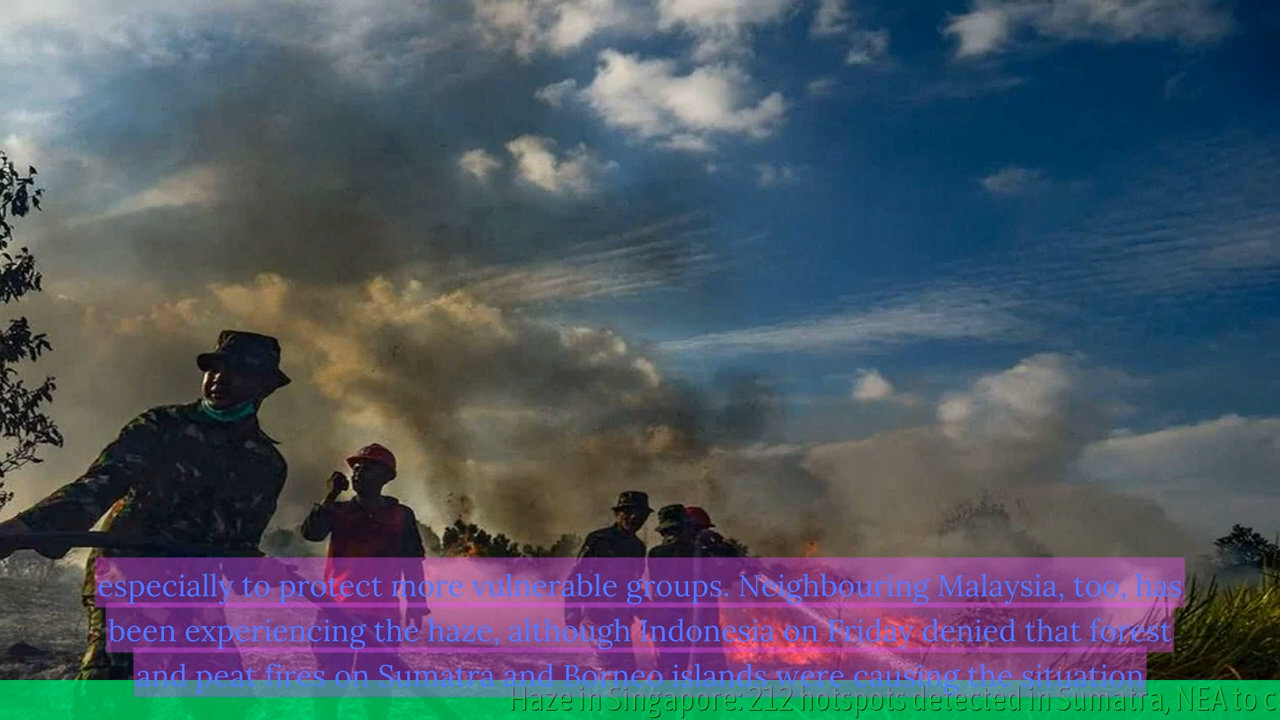 especially to protect more vulnerable groups. Neighbouring Malaysia, too, has
been experiencing the haze, although Indonesia on Friday denied that forest
and peat fires on Sumatra and Borneo islands were causing the situation
Haze in Singapore: 212 hotspots detected in Sumatra, NEA to c